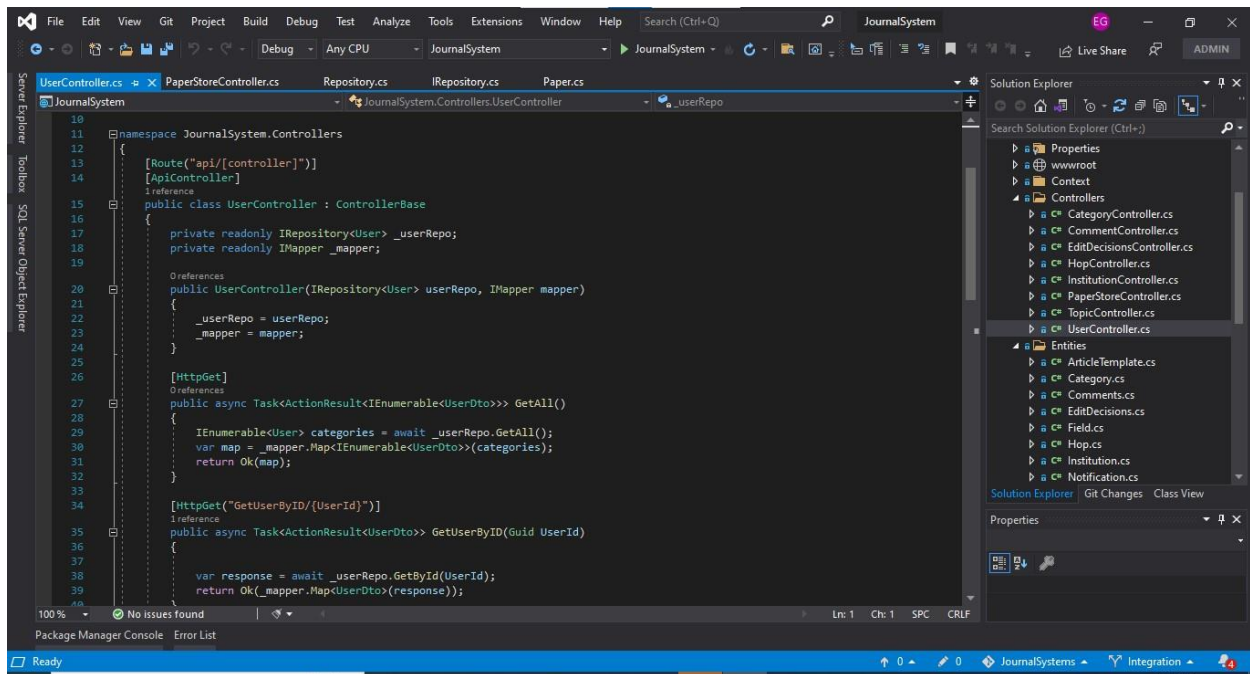 File Edit View Git Project Build Debug Test Analyze Tools Extensions Window Help Search (Ctrl+Q) JournalSystem EG
Debug Any CPU JournalSystem JournalSystem Live Share ADMIN
Server Explorer
Toolbox
SQL Server Object Explorer
UserController.cs PaperStoreController.cs Repository.cs IRepository.cs Paper.cs
JournalSystem JournalSystem.Controllers.UserController _userRepo
10
11 namespace JournalSystem.Controllers
12 {
13 [Route("api/[controller]")]
14 [ApiController]
1 reference
15 public class UserController : ControllerBase
16 {
17 private readonly IRepository<User> _userRepo;
18 private readonly IMapper _mapper;
19
0 references
20 public UserController(IRepository<User> userRepo, IMapper mapper)
21 {
22 _userRepo = userRepo;
23 _mapper = mapper;
24 }
25
26 [HttpGet]
0 references
27 public async Task<ActionResult<IEnumerable<UserDto>>> GetAll()
28 {
29 IEnumerable<User> categories = await _userRepo.GetAll();
30 var map = _mapper.Map<IEnumerable<UserDto>>(categories);
31 return Ok(map);
32 }
33
34 [HttpGet("GetUserByID/{UserId}")]
1 reference
35 public async Task<ActionResult<UserDto>> GetUserByID(Guid UserId)
36 {
37
38 var response = await _userRepo.GetById(UserId);
39 return Ok(_mapper.Map<UserDto>(response));
40 }
100 % No issues found Ln: 1 Ch: 1 SPC CRLF
Solution Explorer
Search Solution Explorer (Ctrl+;)
Properties
wwwroot
Context
Controllers
C# CategoryController.cs
C# CommentController.cs
C# EditDecisionsController.cs
C# HopController.cs
C# InstitutionController.cs
C# PaperStoreController.cs
C# TopicController.cs
C# UserController.cs
Entities
C# ArticleTemplate.cs
C# Category.cs
C# Comments.cs
C# EditDecisions.cs
C# Field.cs
C# Hop.cs
C# Institution.cs
C# Notification.cs
Solution Explorer Git Changes Class View
Properties
Package Manager Console Error List
Ready 0 0 JournalSystems Integration 4